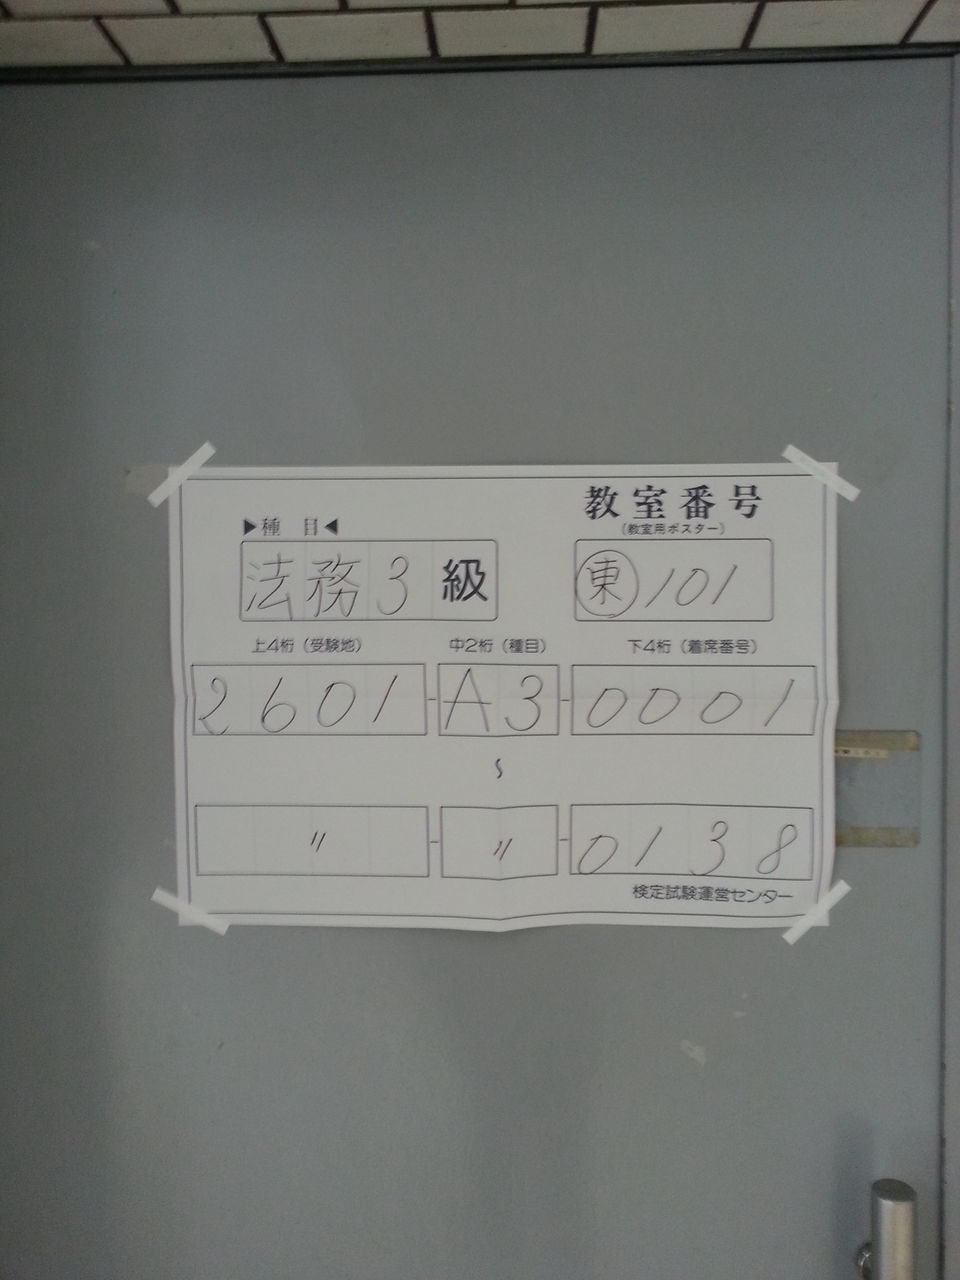 教室番号
(教室用ポスター)
▶種 目◀
法務3級
東 101
上4桁(受験地) 中2桁(種目) 下4桁(着席番号)
2601-A3-0001
~
〃-〃-0138
検定試験運営センター